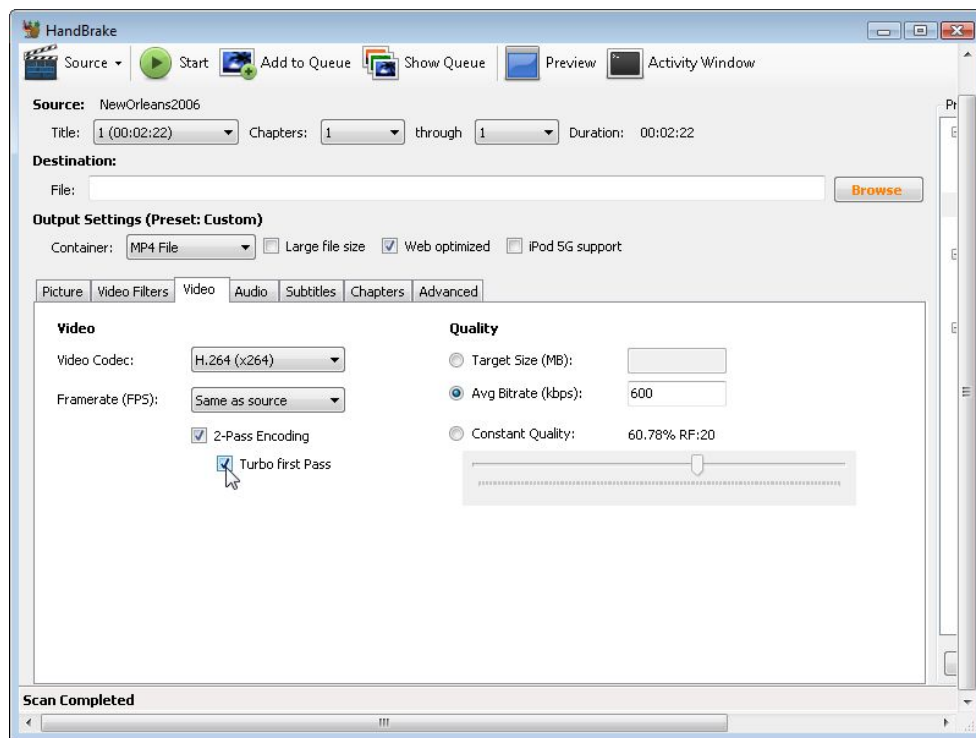 HandBrake
Source Start Add to Queue Show Queue Preview Activity Window
Source: NewOrleans2006
Title: 1 (00:02:22) Chapters: 1 through 1 Duration: 00:02:22
Destination:
File: Browse
Output Settings (Preset: Custom)
Container: MP4 File Large file size Web optimized iPod 5G support
Picture Video Filters Video Audio Subtitles Chapters Advanced
Video Quality
Video Codec: H.264 (x264) Target Size (MB):
Framerate (FPS): Same as source Avg Bitrate (kbps): 600
2-Pass Encoding Constant Quality: 60.78% RF:20
Turbo first Pass
Scan Completed